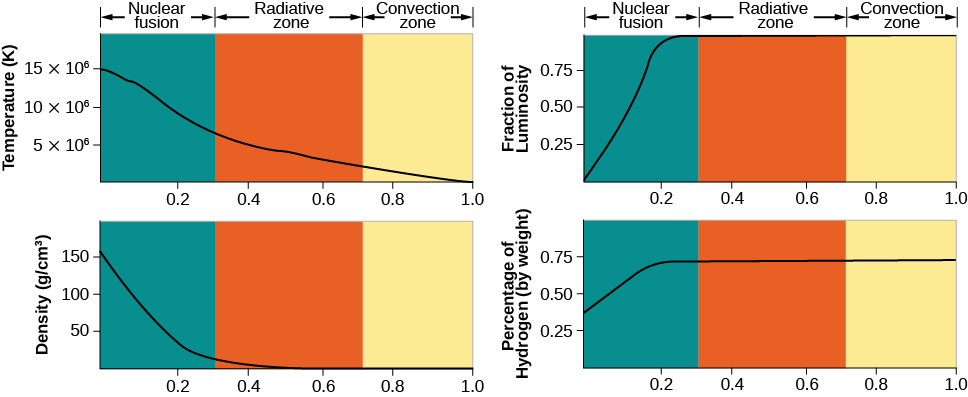 Nuclear fusion
Radiative zone
Convection zone
Temperature (K)
15 × 10⁶
10 × 10⁶
5 × 10⁶
0.2 0.4 0.6 0.8 1.0
Nuclear fusion
Radiative zone
Convection zone
Fraction of
Luminosity
0.75
0.50
0.25
0.2 0.4 0.6 0.8 1.0
Density (g/cm³)
150
100
50
0.2 0.4 0.6 0.8 1.0
Percentage of
Hydrogen (by weight)
0.75
0.50
0.25
0.2 0.4 0.6 0.8 1.0